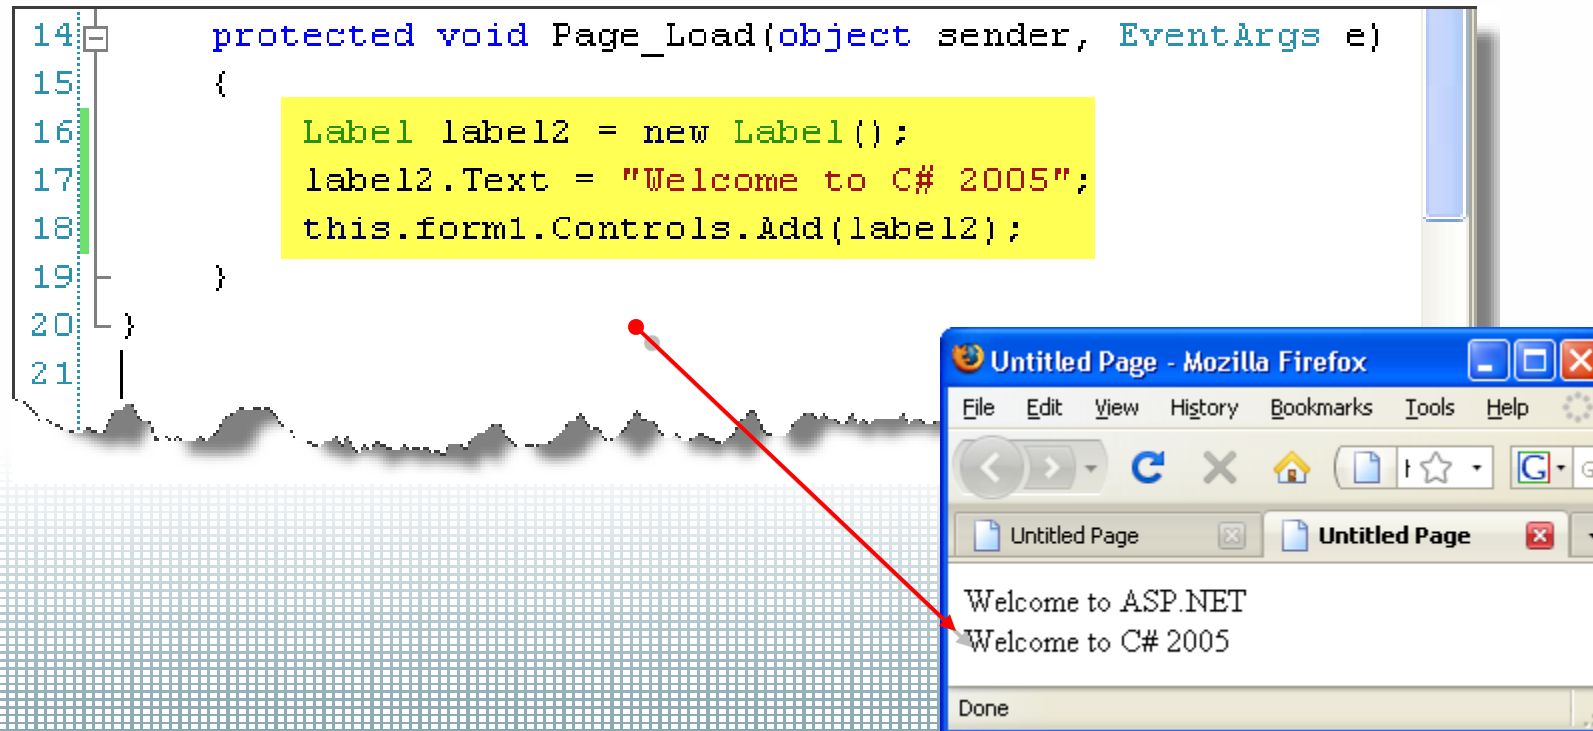 14 protected void Page_Load(object sender, EventArgs e)
15 {
16 Label label2 = new Label();
17 label2.Text = "Welcome to C# 2005";
18 this.form1.Controls.Add(label2);
19 }
20 }
21
Untitled Page - Mozilla Firefox
File Edit View History Bookmarks Tools Help
G
Untitled Page Untitled Page
Welcome to ASP.NET
Welcome to C# 2005
Done